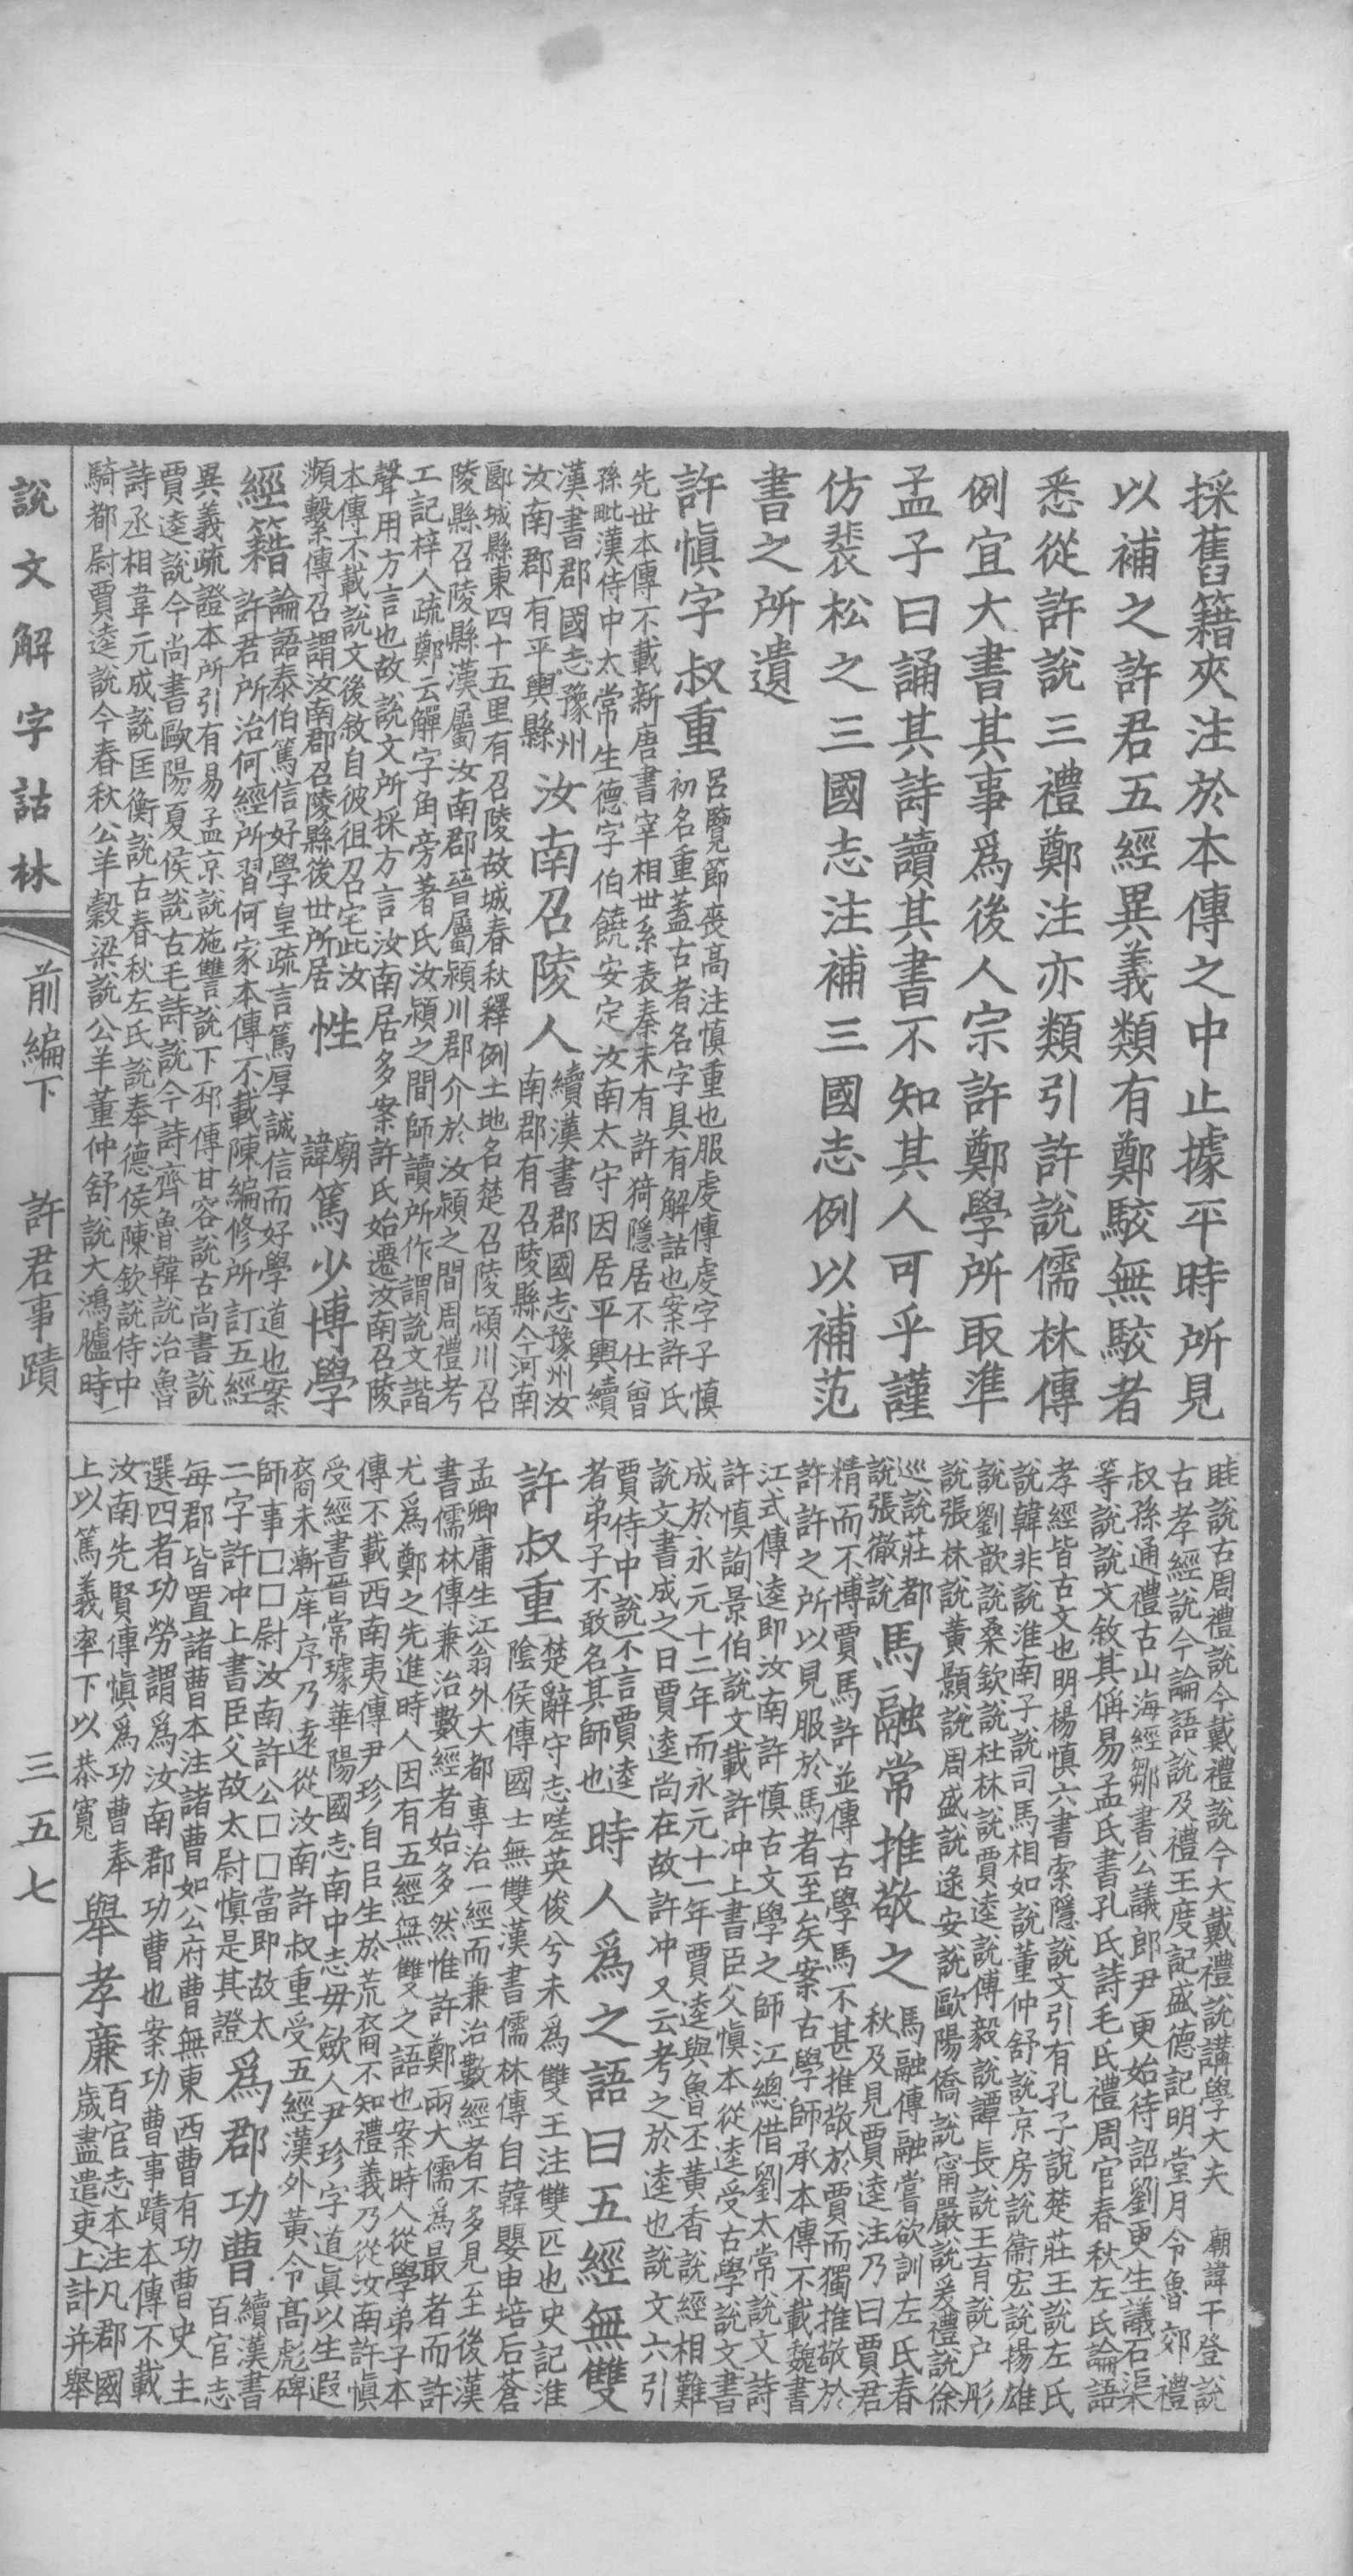 採舊籍夾注於本傳之中止據平時所見
以補之許君五經異義類有鄭駮無駮者
悉從許說三禮鄭注亦類引許說儒林傳
例宜大書其事爲後人宗許鄭學所取準
孟子曰誦其詩讀其書不知其人可乎謹
仿裴松之三國志注補三國志例以補范
書之所遺
許愼字叔重
呂覽節喪高注愼重也服虔傳虔字子愼
初名重蓋古者名字具有解詁也案許氏
先世本傳不載新唐書宰相世系表秦末有許猗隱居不仕曾
孫毗漢侍中太常生德字伯饒安定汝南太守因居平輿續
漢書郡國志豫州
汝南郡有平輿縣
汝南召陵人
續漢書郡國志豫州汝
南郡有召陵縣今河南
郾城縣東四十五里有召陵故城春秋釋例土地名楚召陵潁川召
陵縣召陵縣漢屬汝南郡晉屬潁川郡介於汝潁之間周禮考
工記梓人疏鄭云觶字角旁著氏汝潁之間師讀所作謂說文諧
聲用方言也故說文所採方言汝南居多案許氏始遷汝南召陵
本傳不載說文後敘自彼徂召宅此汝
瀕繫傳召謂汝南郡召陵縣後世所居
性
廟
諱
篤少博學
經籍
論語泰伯篤信好學皇疏言篤厚誠信而好學道也案
許君所治何經所習何家本傳不載陳編修所訂五經
異義疏證本所引有易孟京說施讐說下邳傳甘容說古尚書說
賈逵說今尚書歐陽夏侯說古毛詩說今詩齊魯韓說治魯
詩丞相韋元成說匡衡說古春秋左氏說奉德侯陳欽說侍中
騎都尉賈逵說今春秋公羊穀梁說公羊董仲舒說大鴻臚時
眭說古周禮說今戴禮說今大戴禮說講學大夫 廟諱干登說
古孝經說今論語說及禮王度記盛德記明堂月令魯郊禮
叔孫通禮古山海經鄒書公議郎尹更始待詔劉更生議石渠
等說說文敘其偁易孟氏書孔氏詩毛氏禮周官春秋左氏論語
孝經皆古文也明楊慎六書索隱說文引有孔子說楚莊王說左氏
說韓非說淮南子說司馬相如說董仲舒說京房說衞宏說揚雄
說劉歆說桑欽說杜林說賈逵說傅毅說譚長說王育說户彤
說張林說黃顥說周盛說逯安說歐陽僑說甯嚴說爰禮說徐
巡說莊都
說張徹說
馬融常推敬之
馬融傳融嘗欲訓左氏春
秋及見賈逵注乃曰賈君
精而不博賈馬許並傳古學馬不甚推敬於賈而獨推敬於
許許之所以見服於馬者至矣案古學師承本傳不載魏書
江式傳逵即汝南許慎古文學之師江總借劉太常說文詩
許慎詢景伯說文載許沖上書臣父愼本從逵受古學說文書
成於永元十二年而永元十一年賈逵與魯丕黃香說經相難
說文書成之日賈逵尚在故許沖又云考之於逵也說文六引
賈侍中說不言賈逵
者弟子不敢名其師也
時人爲之語曰五經無雙
許叔重
楚辭守志嗟英俊兮未爲雙王注雙匹也史記淮
陰侯傳國士無雙漢書儒林傳自韓嬰申培后蒼
孟卿庸生江翁外大都專治一經而兼治數經者不多見至後漢
書儒林傳兼治數經者始多然惟許鄭兩大儒爲最者而許
尤爲鄭之先進時人因有五經無雙之語也案時人從學弟子本
傳不載西南夷傳尹珍自㠯生於荒裔不知禮義乃從汝南許愼
受經書晉常璩華陽國志南中志毋斂人尹珍字道眞以生遐
裔未漸庠序乃遠從汝南許叔重受五經漢外黃令高彪碑
師事囗囗尉汝南許公囗囗當即故太
二字許沖上書臣父故太尉慎是其證
爲郡功曹
續漢書
百官志
每郡皆置諸曹本注諸曹如公府曹無東西曹有功曹史主
選四者功勞謂爲汝南郡功曹也案功曹事蹟本傳不載
汝南先賢傳愼爲功曹奉
上以篤義率下以恭寬
舉孝廉
百官志本注凡郡國
歲盡遣吏上計并舉
說文解字詁林
前編下
許君事蹟
三五七